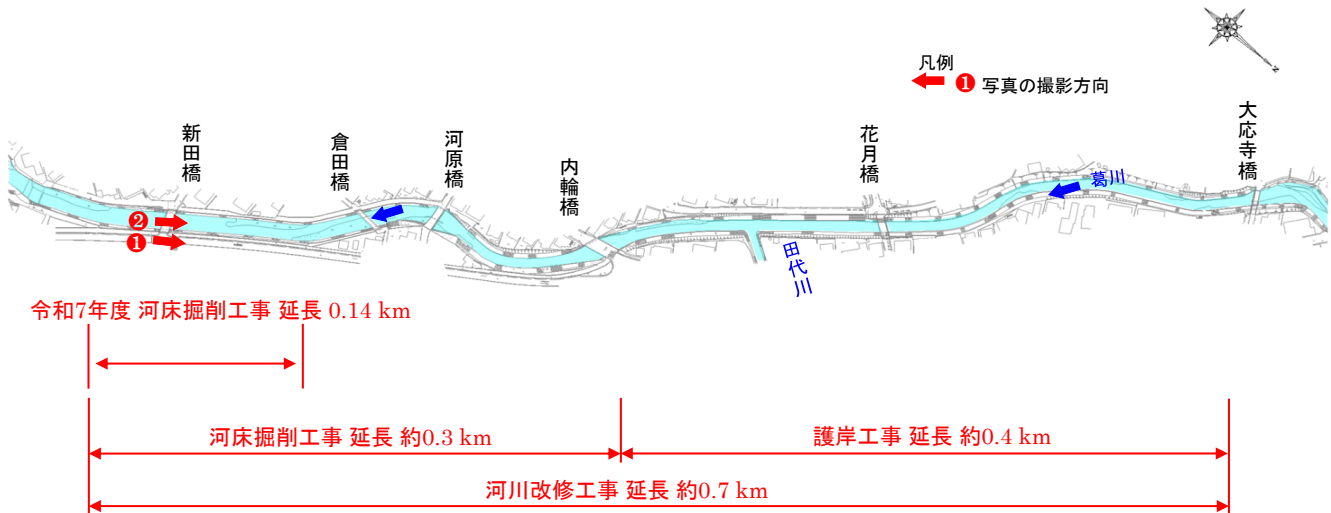 凡例
❶ 写真の撮影方向
N
新田橋
倉田橋
河原橋
内輪橋
花月橋
大応寺橋
葛川
田代川
❷
❶
令和7年度 河床掘削工事 延長 0.14 km
河床掘削工事 延長 約0.3 km
護岸工事 延長 約0.4 km
河川改修工事 延長 約0.7 km